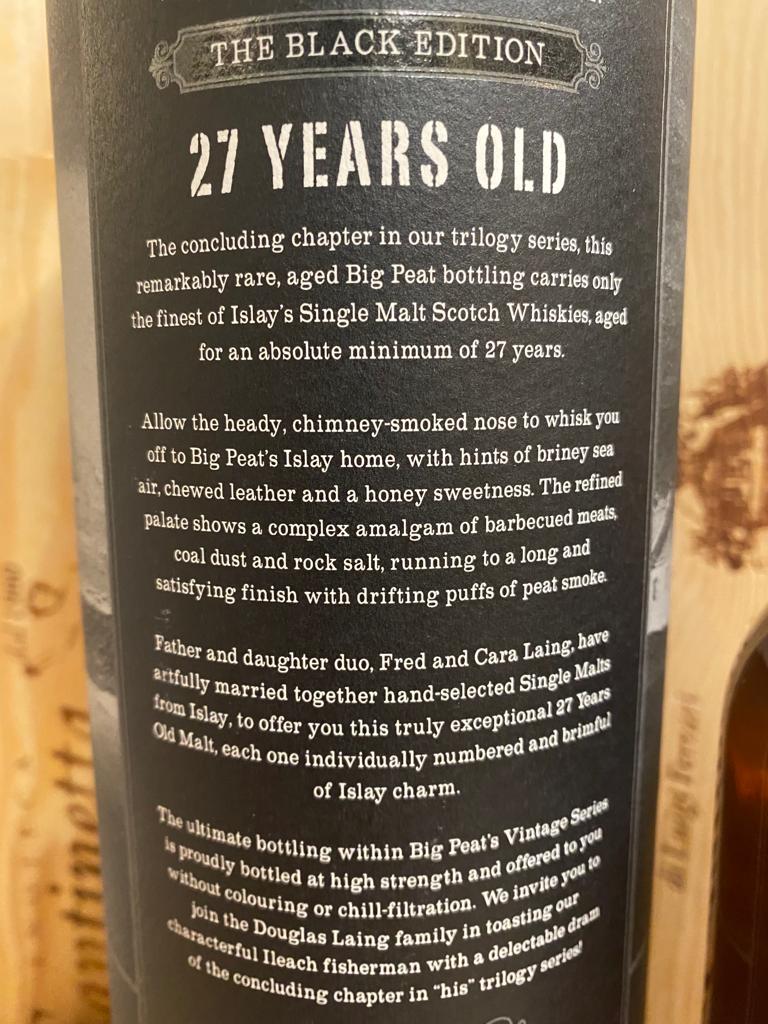 THE BLACK EDITION
27 YEARS OLD
The concluding chapter in our trilogy series, this
remarkably rare, aged Big Peat bottling carries only
the finest of Islay's Single Malt Scotch Whiskies, aged
for an absolute minimum of 27 years.
Allow the heady, chimney-smoked nose to whisk you
off to Big Peat's Islay home, with hints of briney sea
air, chewed leather and a honey sweetness. The refined
palate shows a complex amalgam of barbecued meats,
coal dust and rock salt, running to a long and
satisfying finish with drifting puffs of peat smoke.
Father and daughter duo, Fred and Cara Laing, have
artfully married together hand-selected Single Malts
from Islay, to offer you this truly exceptional 27 Years
Old Malt, each one individually numbered and brimful
of Islay charm.
The ultimate bottling within Big Peat's Vintage Series
is proudly bottled at high strength and offered to you
without colouring or chill-filtration. We invite you to
join the Douglas Laing family in toasting our
characterful Ileach fisherman with a delectable dram
of the concluding chapter in "his" trilogy series!
di Luigi Ferrari